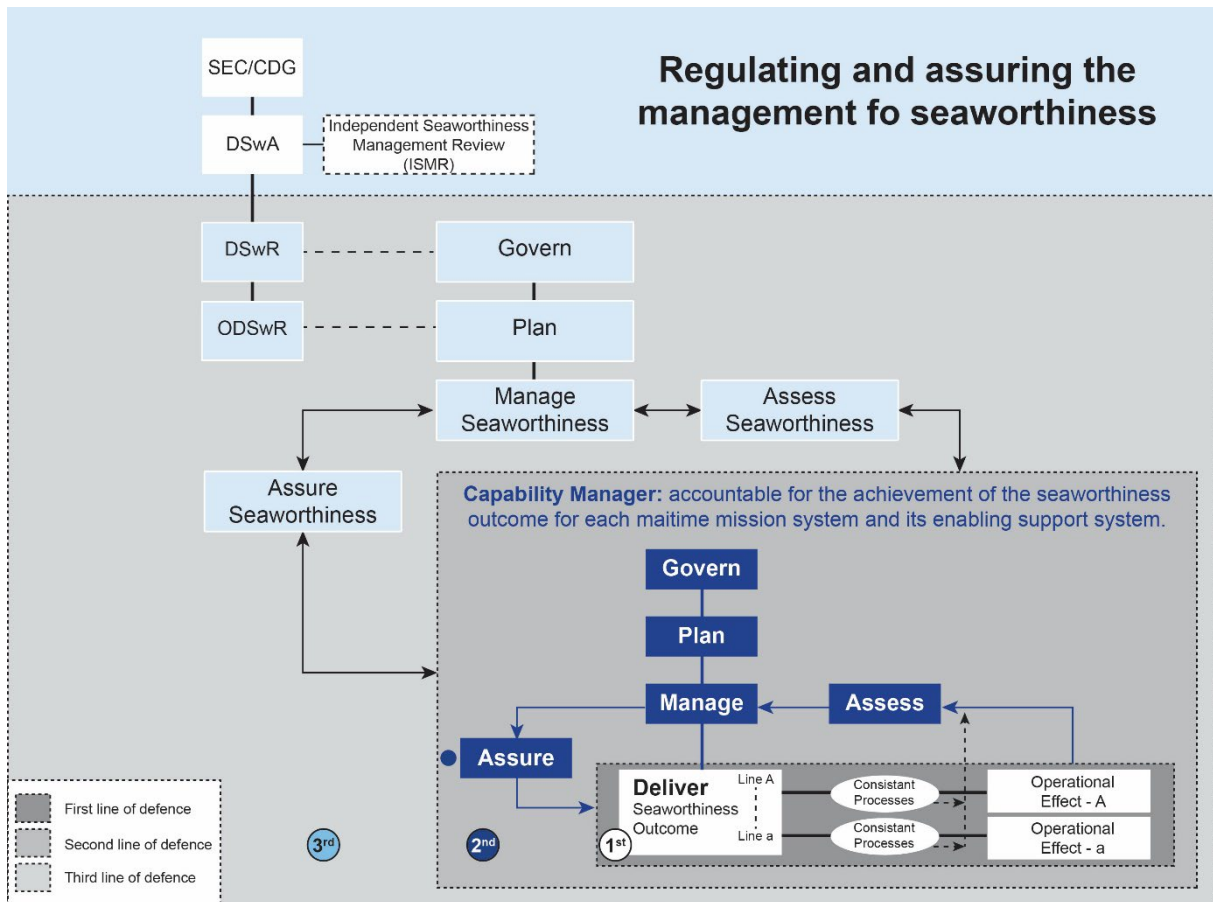 Regulating and assuring the
management fo seaworthiness
SEC/CDG
DSwA
Independent Seaworthiness
Management Review
(ISMR)
DSwR
Govern
ODSwR
Plan
Manage
Seaworthiness
Assess
Seaworthiness
Assure
Seaworthiness
Capability Manager: accountable for the achievement of the seaworthiness
outcome for each maitime mission system and its enabling support system.
Govern
Plan
Manage
Assess
Assure
Deliver
Seaworthiness
Outcome
Line A
Line a
Consistant
Processes
Operational
Effect - A
Consistant
Processes
Operational
Effect - a
First line of defence
Second line of defence
Third line of defence
3rd
2nd
1st